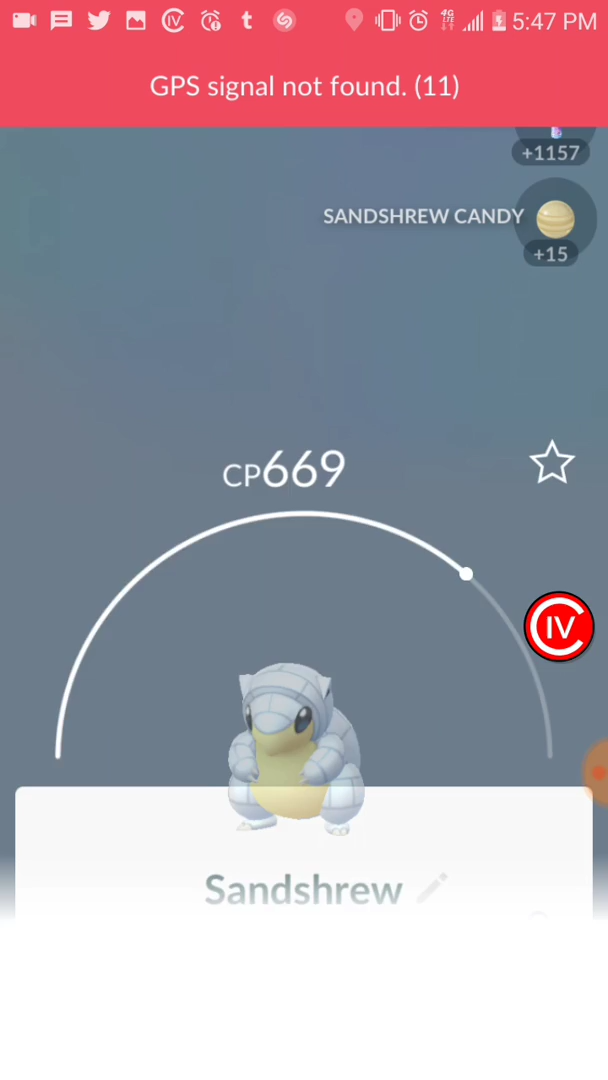 5:47 PM
GPS signal not found. (11)
+1157
SANDSHREW CANDY
+15
CP669
IV
Sandshrew